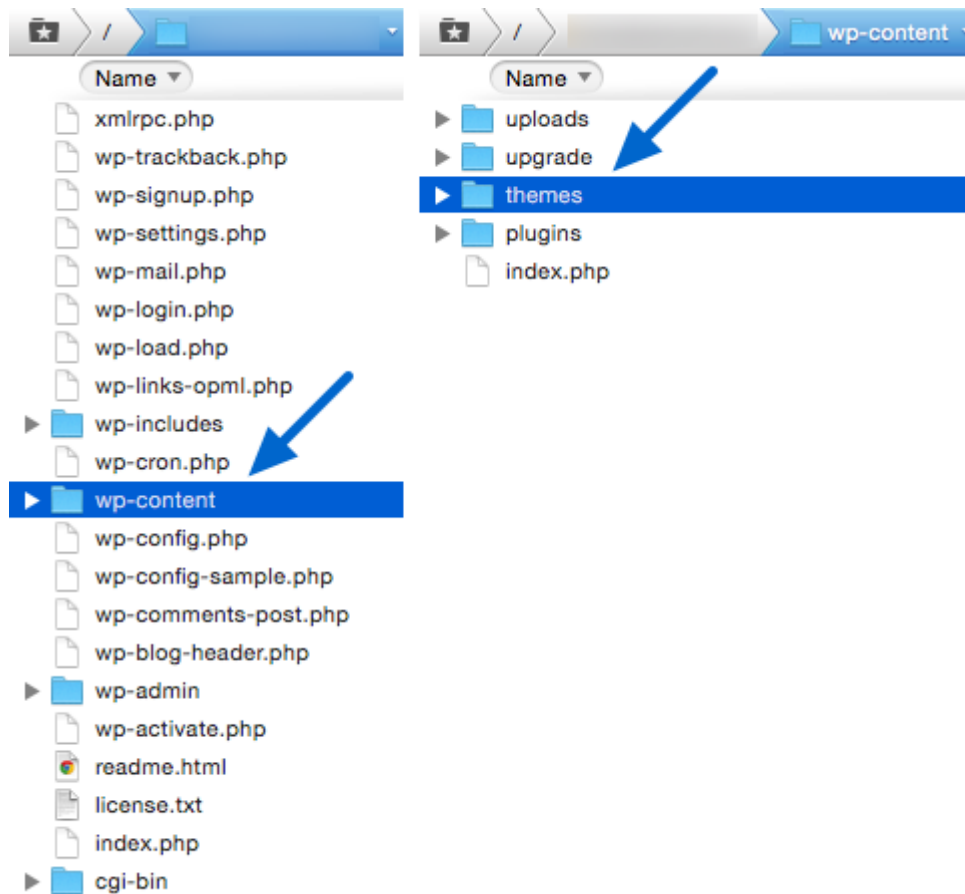 /
Name
xmlrpc.php
wp-trackback.php
wp-signup.php
wp-settings.php
wp-mail.php
wp-login.php
wp-load.php
wp-links-opml.php
wp-includes
wp-cron.php
wp-content
wp-config.php
wp-config-sample.php
wp-comments-post.php
wp-blog-header.php
wp-admin
wp-activate.php
readme.html
license.txt
index.php
cgi-bin
/ wp-content
Name
uploads
upgrade
themes
plugins
index.php